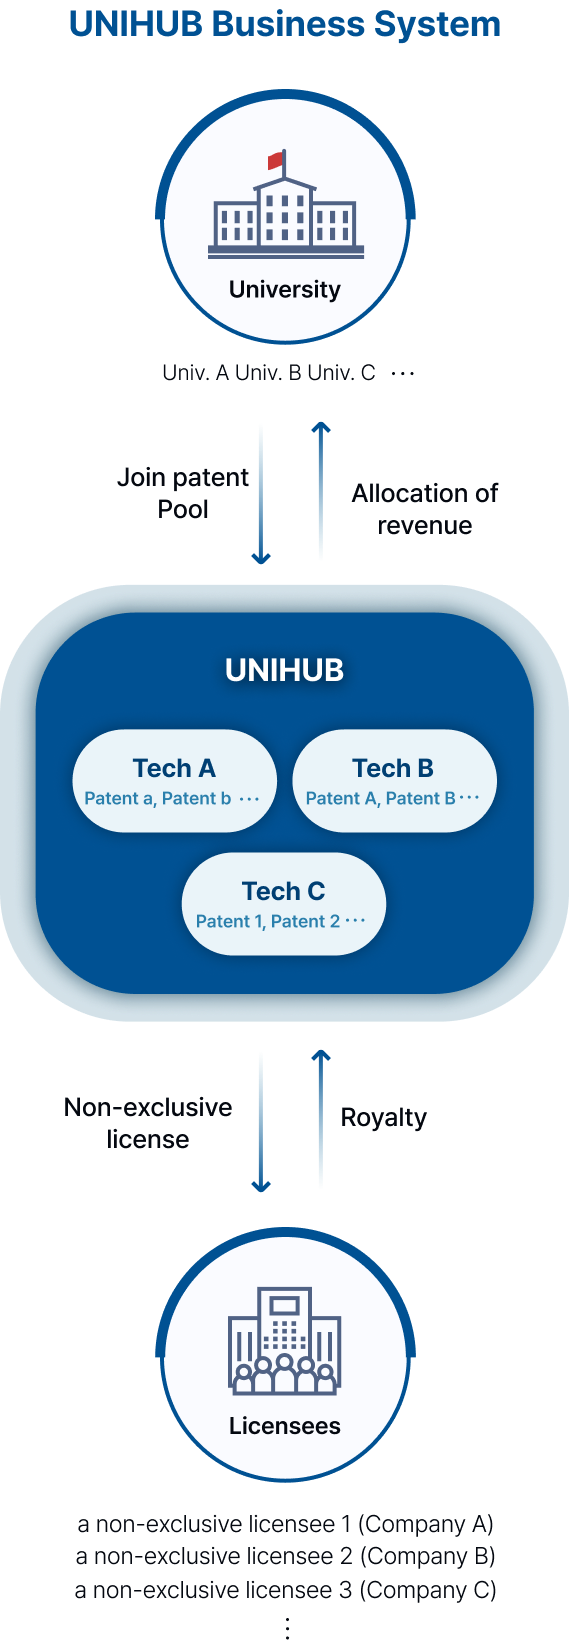 UNIHUB Business System
University
Univ. A Univ. B Univ. C ···
Join patent
Pool
Allocation of
revenue
UNIHUB
Tech A
Patent a, Patent b ···
Tech B
Patent A, Patent B ···
Tech C
Patent 1, Patent 2 ···
Non-exclusive
license
Royalty
Licensees
a non-exclusive licensee 1 (Company A)
a non-exclusive licensee 2 (Company B)
a non-exclusive licensee 3 (Company C)
⋮